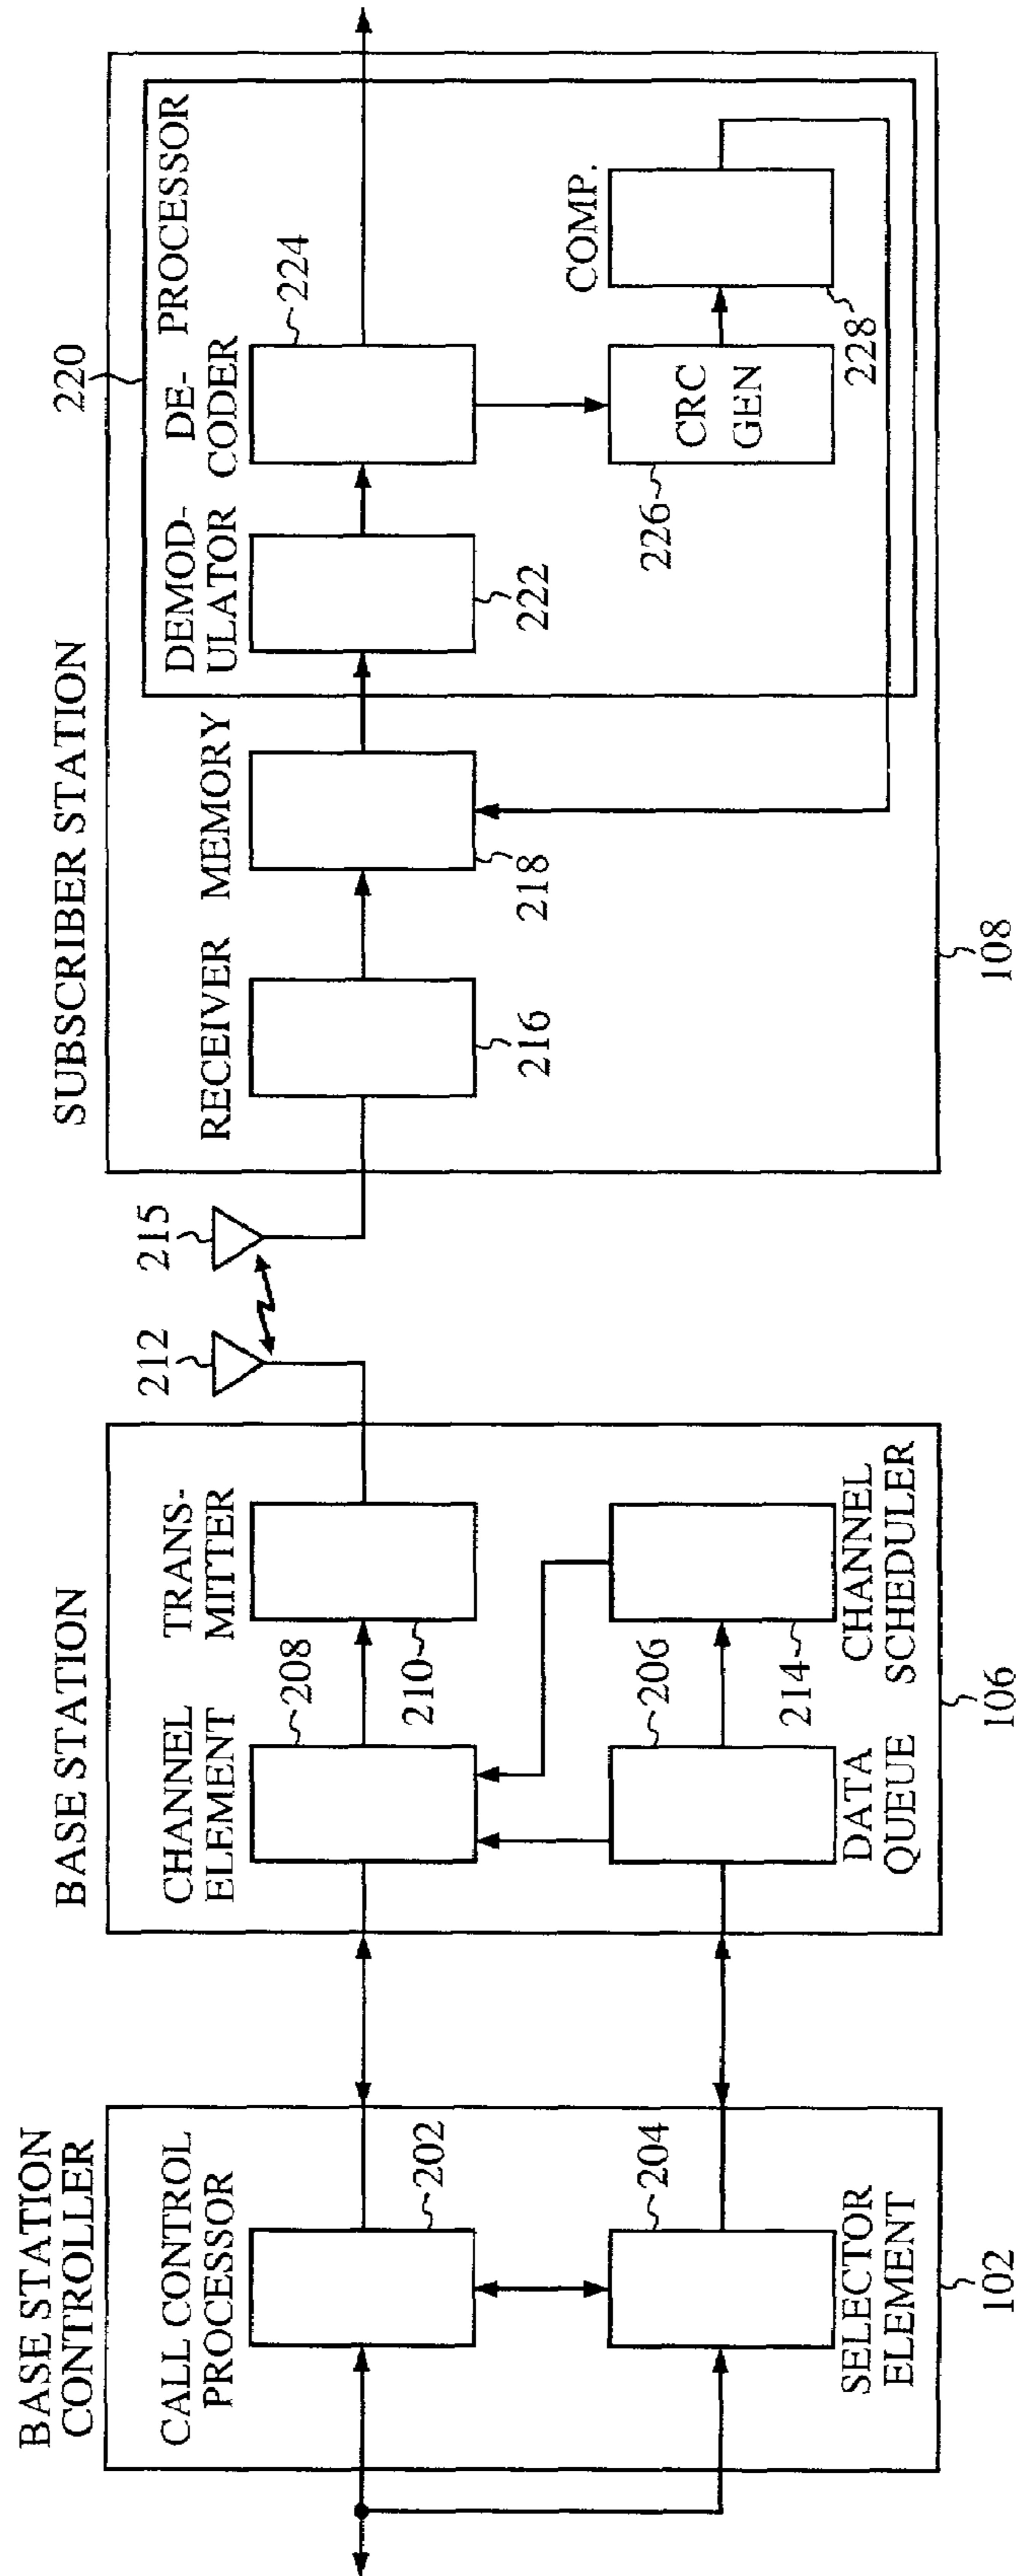 BASE STATION
CONTROLLER
CALL CONTROL
PROCESSOR
202
204
SELECTOR
ELEMENT
102
BASE STATION
CHANNEL
ELEMENT
208
TRANS-
MITTER
210
206
214
DATA
QUEUE
CHANNEL
SCHEDULER
106
212
215
SUBSCRIBER STATION
RECEIVER
216
MEMORY
218
220
PROCESSOR
DEMOD-
ULATOR
222
DE-
CODER
224
CRC
GEN
226
COMP.
228
108